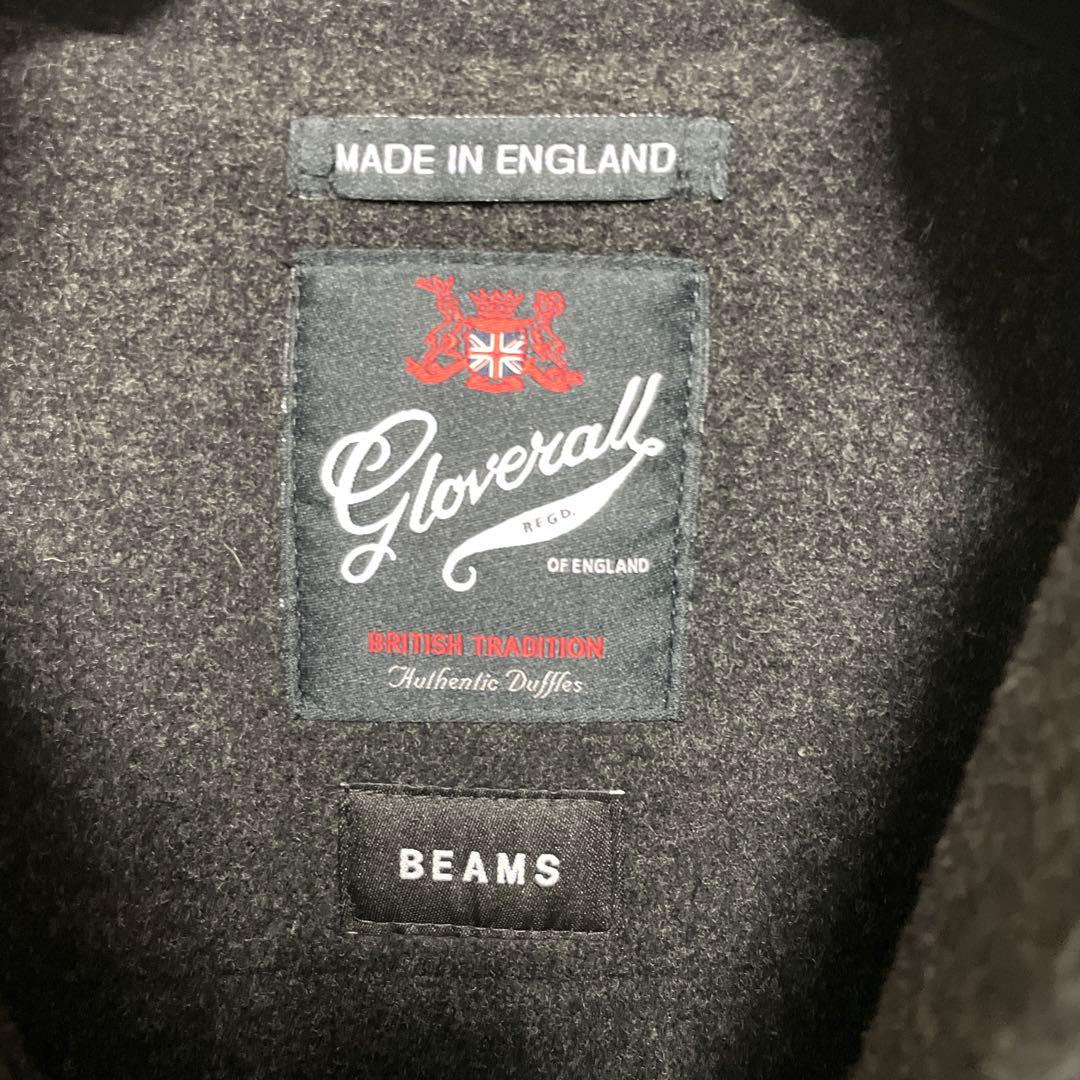 MADE IN ENGLAND
Gloverall
REGD.
OF ENGLAND
BRITISH TRADITION
Authentic Duffles
BEAMS